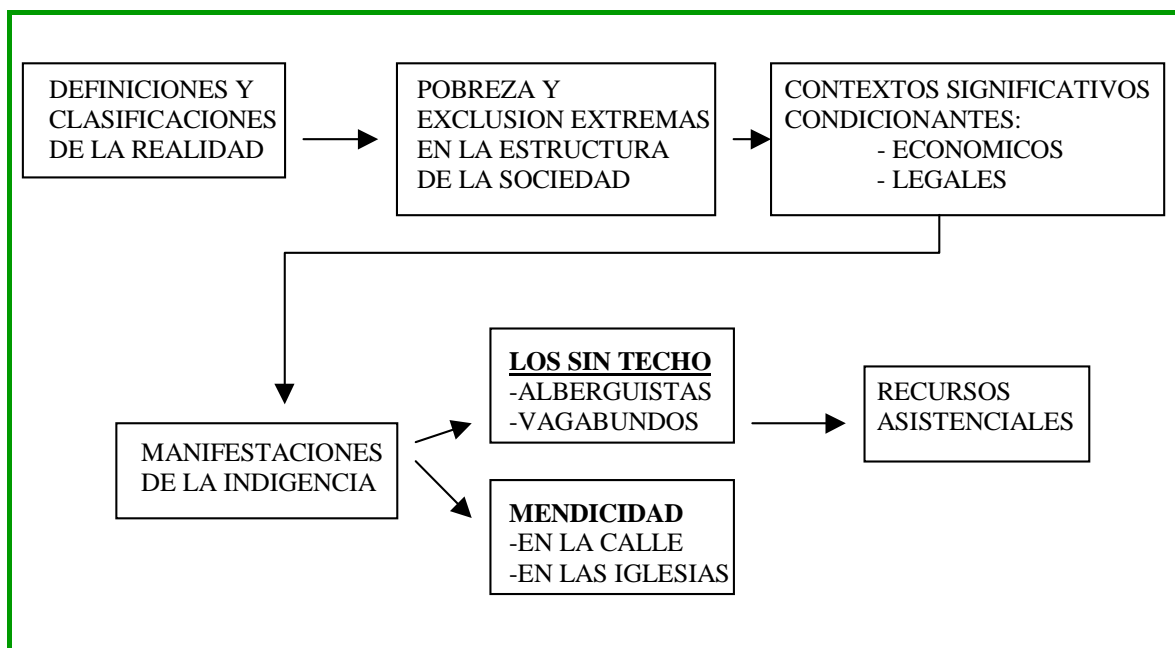 DEFINICIONES Y
CLASIFICACIONES
DE LA REALIDAD
POBREZA Y
EXCLUSION EXTREMAS
EN LA ESTRUCTURA
DE LA SOCIEDAD
CONTEXTOS SIGNIFICATIVOS
CONDICIONANTES:
- ECONOMICOS
- LEGALES
MANIFESTACIONES
DE LA INDIGENCIA
LOS SIN TECHO
-ALBERGUISTAS
-VAGABUNDOS
MENDICIDAD
-EN LA CALLE
-EN LAS IGLESIAS
RECURSOS
ASISTENCIALES